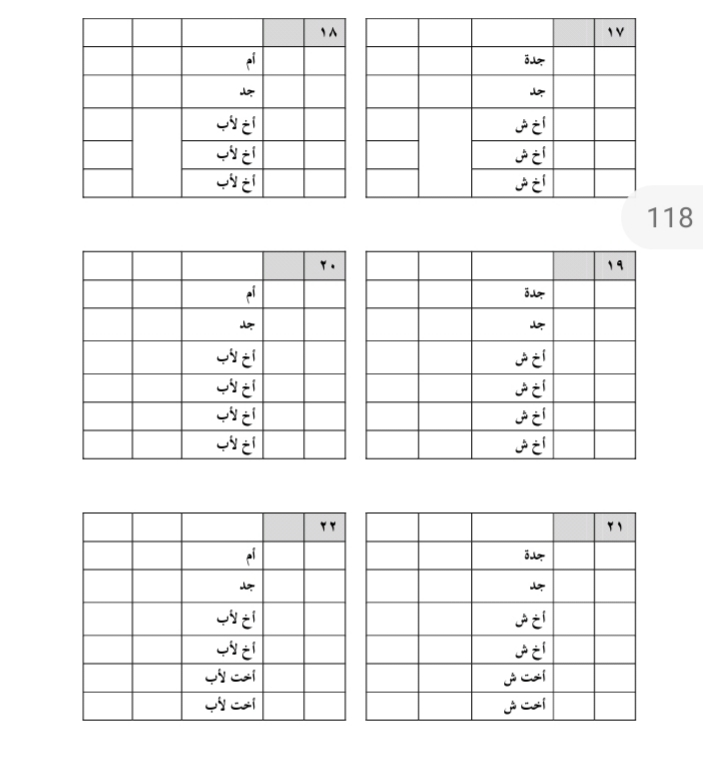 ١٧
جدة
جد
أخ ش
أخ ش
أخ ش
١٨
أم
جد
أخ لأب
أخ لأب
أخ لأب
118
١٩
جدة
جد
أخ ش
أخ ش
أخ ش
أخ ش
٢٠
أم
جد
أخ لأب
أخ لأب
أخ لأب
أخ لأب
٢١
جدة
جد
أخ ش
أخ ش
أخت ش
أخت ش
٢٢
أم
جد
أخ لأب
أخ لأب
أخت لأب
أخت لأب